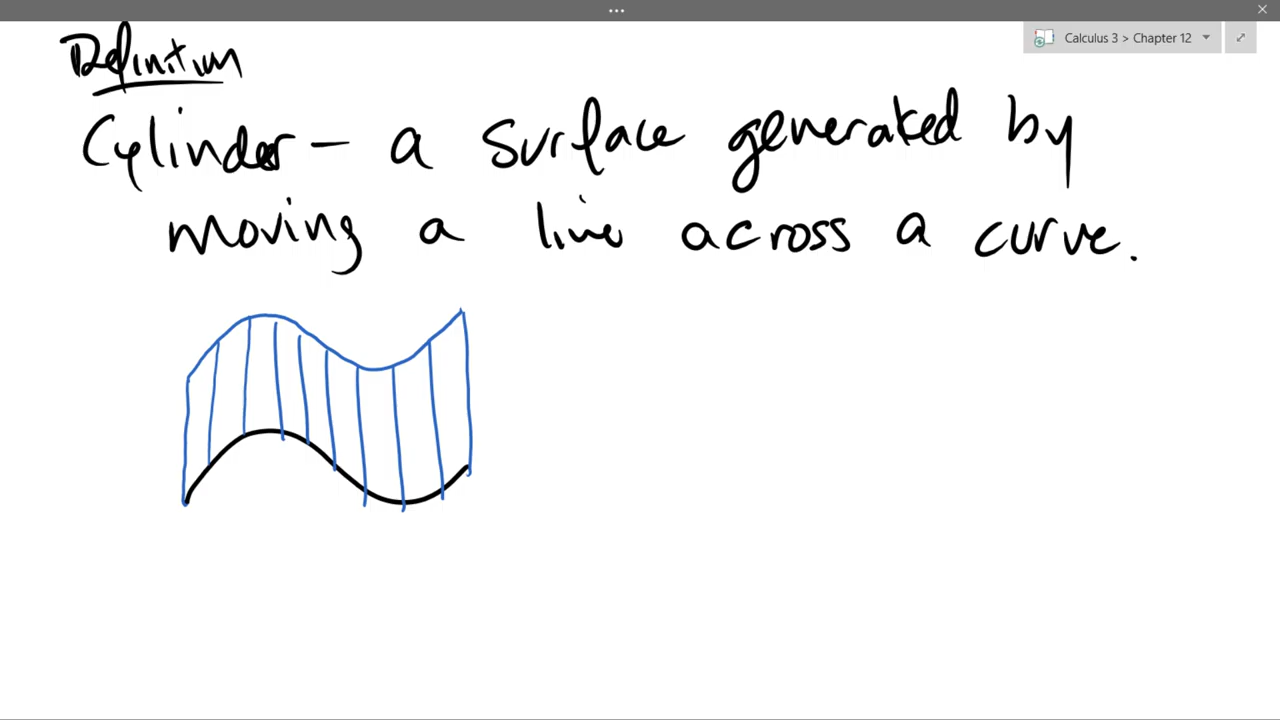 Calculus 3 > Chapter 12
Definition
Cylinder - a surface generated by
moving a line across a curve.